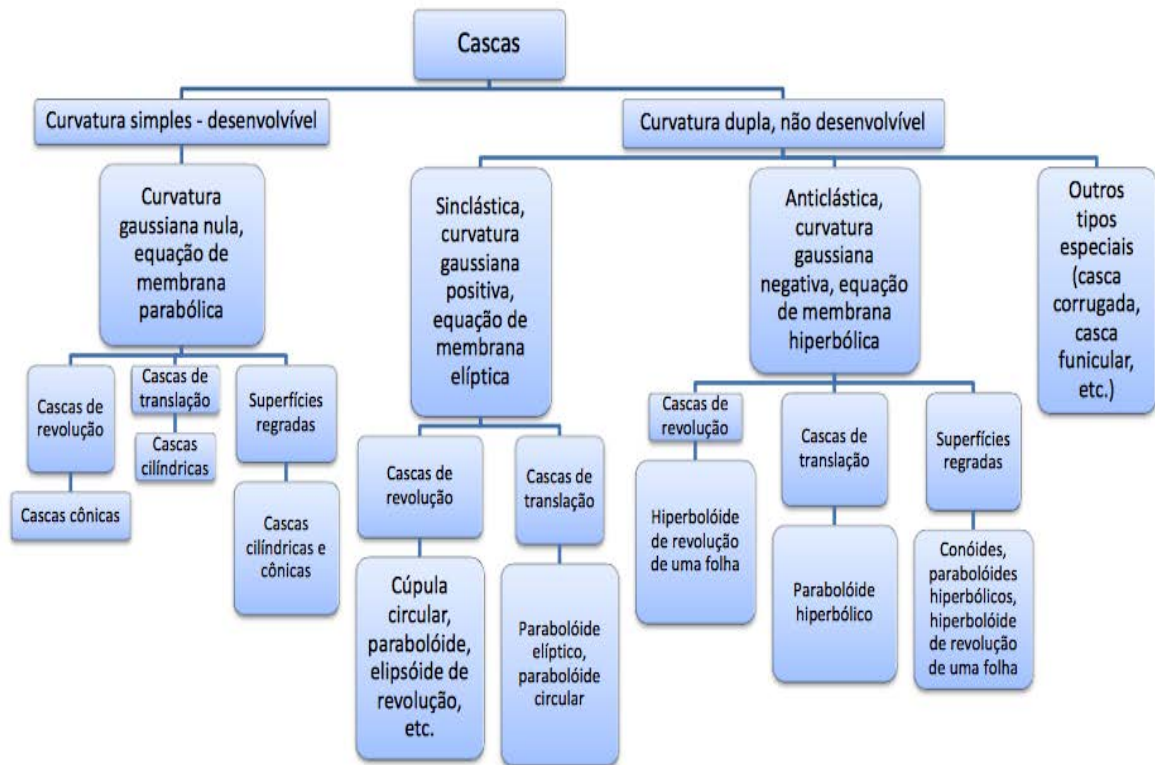 Cascas
Curvatura simples - desenvolvível
Curvatura dupla, não desenvolvível
Curvatura
gaussiana nula,
equação de
membrana
parabólica
Sinclástica,
curvatura
gaussiana
positiva,
equação de
membrana
elíptica
Anticlástica,
curvatura
gaussiana
negativa, equação
de membrana
hiperbólica
Outros
tipos
especiais
(casca
corrugada,
casca
funicular,
etc.)
Cascas de
revolução
Cascas cônicas
Cascas de
translação
Cascas
cilíndricas
Superfícies
regradas
Cascas
cilíndricas e
cônicas
Cascas de
revolução
Cúpula
circular,
parabolóide,
elipsóide de
revolução,
etc.
Cascas de
translação
Parabolóide
elíptico,
parabolóide
circular
Cascas de
revolução
Hiperbolóide
de revolução
de uma folha
Cascas de
translação
Parabolóide
hiperbólico
Superfícies
regradas
Conóides,
parabolóides
hiperbólicos,
hiperbolóide
de revolução
de uma folha